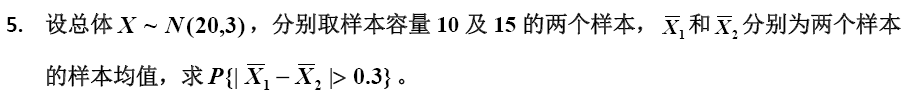 5. 设总体 X ~ N(20,3)，分别取样本容量 10 及 15 的两个样本， X̅₁ 和 X̅₂ 分别为两个样本
的样本均值，求 P{| X̅₁ − X̅₂ |> 0.3} 。